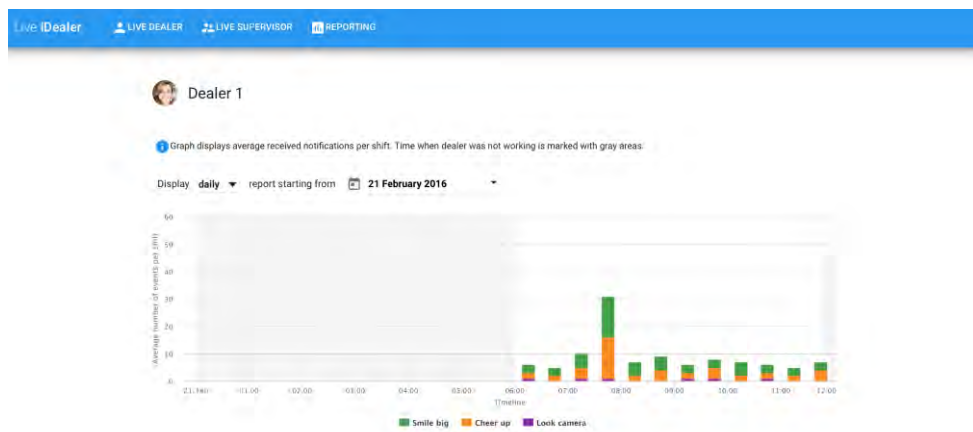 Live iDealer LIVE DEALER LIVE SUPERVISOR REPORTING
Dealer 1
Graph displays average received notifications per shift. Time when dealer was not working is marked with gray areas.
Display daily report starting from 21 February 2016
60
50
40
30
20
10
0
Average number of events per
01:00 02:00 03:00 04:00 05:00 06:00 07:00 08:00 09:00 10:00 11:00 12:00
Timeline
Smile big Cheer up Look camera